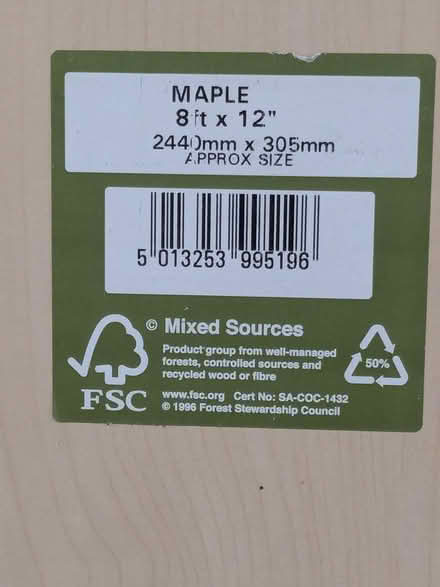 MAPLE
8ft x 12"
2440mm x 305mm
APPROX SIZE
5 013253 995196
© Mixed Sources
Product group from well-managed
forests, controlled sources and
recycled wood or fibre
50%
FSC
www.fsc.org Cert No: SA-COC-1432
© 1996 Forest Stewardship Council